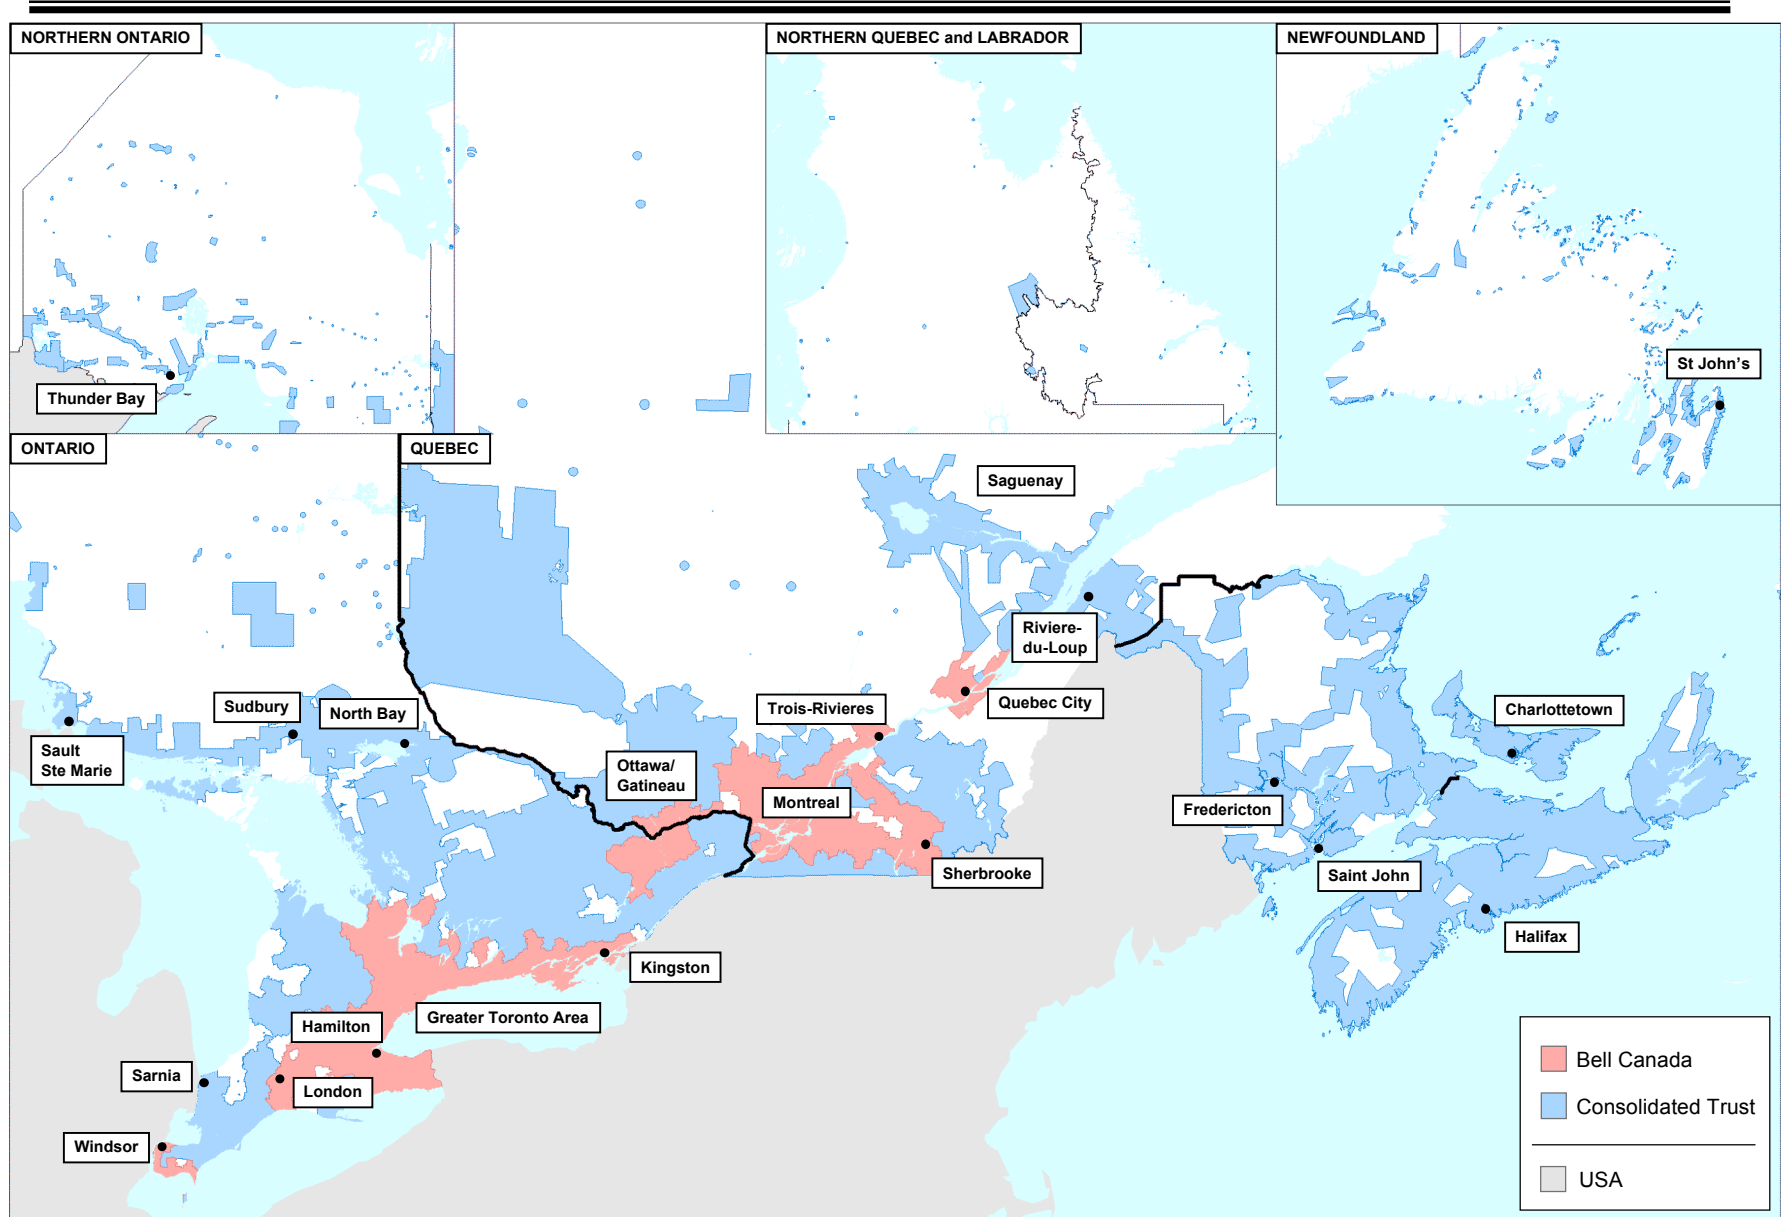 NORTHERN ONTARIO
NORTHERN QUEBEC and LABRADOR
NEWFOUNDLAND
St John's
Thunder Bay
ONTARIO
QUEBEC
Saguenay
Riviere-
du-Loup
Quebec City
Trois-Rivieres
Sudbury
North Bay
Charlottetown
Sault
Ste Marie
Ottawa/
Gatineau
Montreal
Fredericton
Sherbrooke
Saint John
Halifax
Kingston
Greater Toronto Area
Hamilton
Sarnia
London
Windsor
Bell Canada
Consolidated Trust
USA